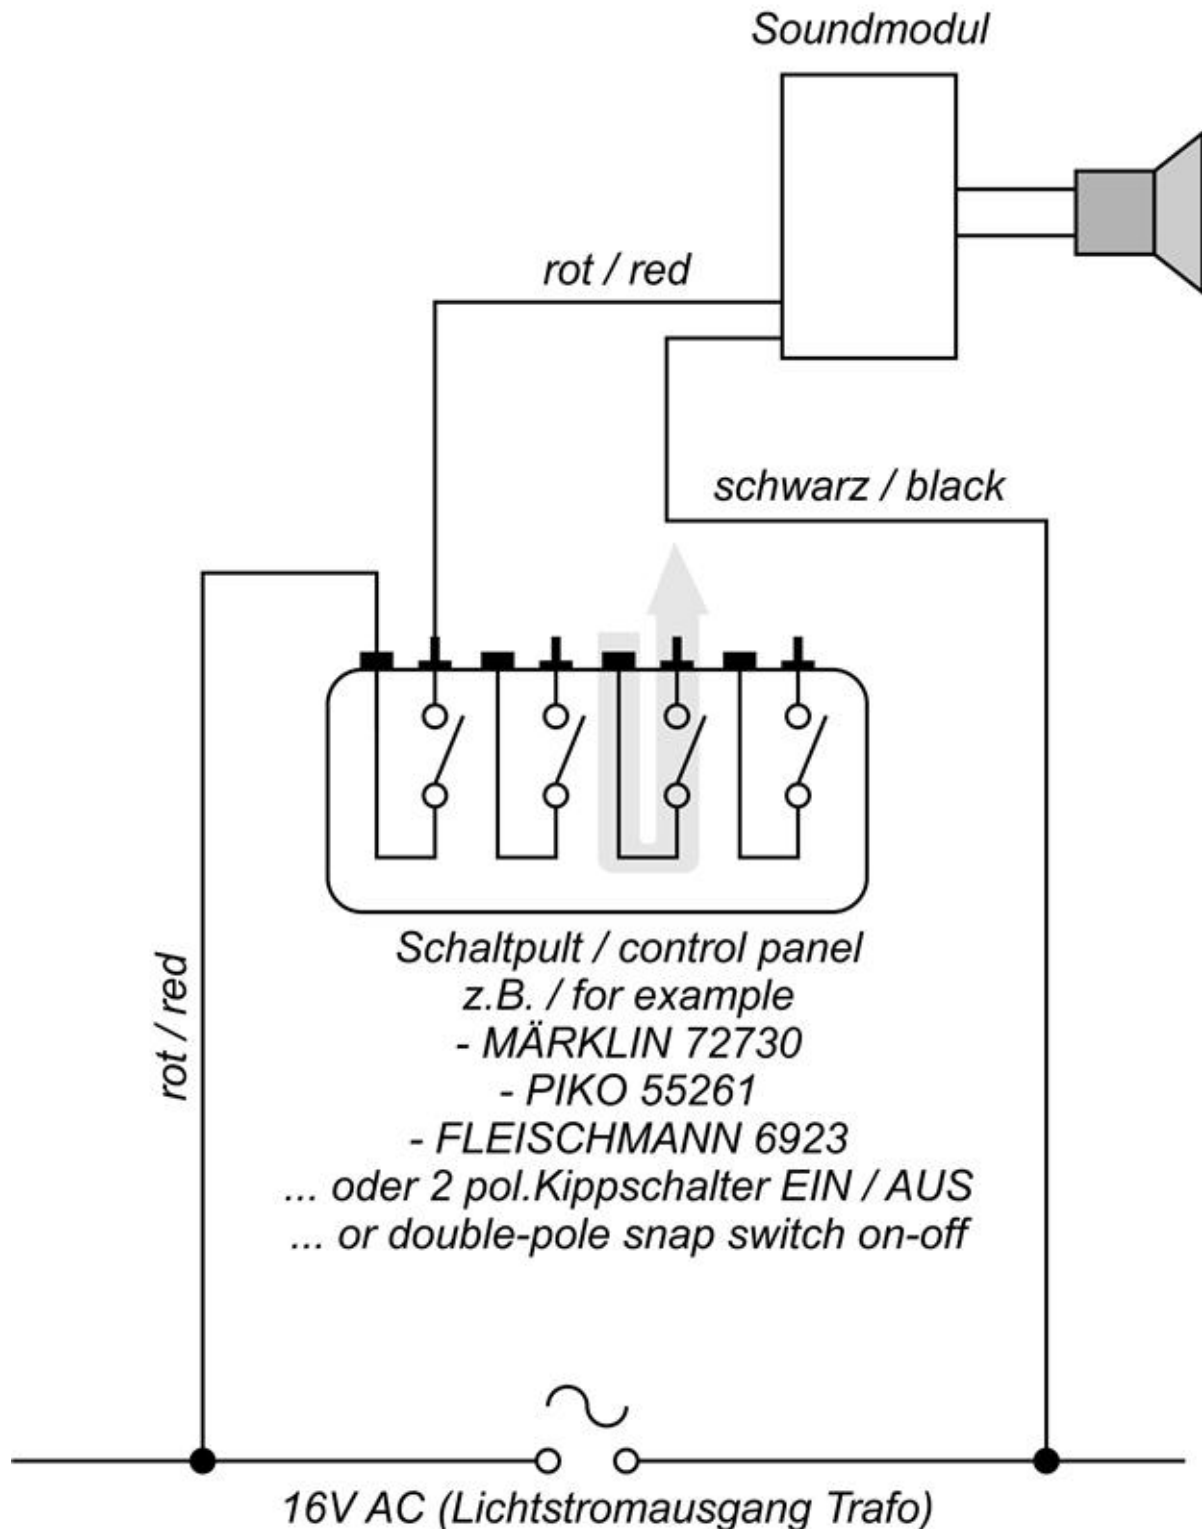 Soundmodul
rot / red
schwarz / black
rot / red
Schaltpult / control panel
z.B. / for example
- MÄRKLIN 72730
- PIKO 55261
- FLEISCHMANN 6923
... oder 2 pol.Kippschalter EIN / AUS
... or double-pole snap switch on-off
16V AC (Lichtstromausgang Trafo)